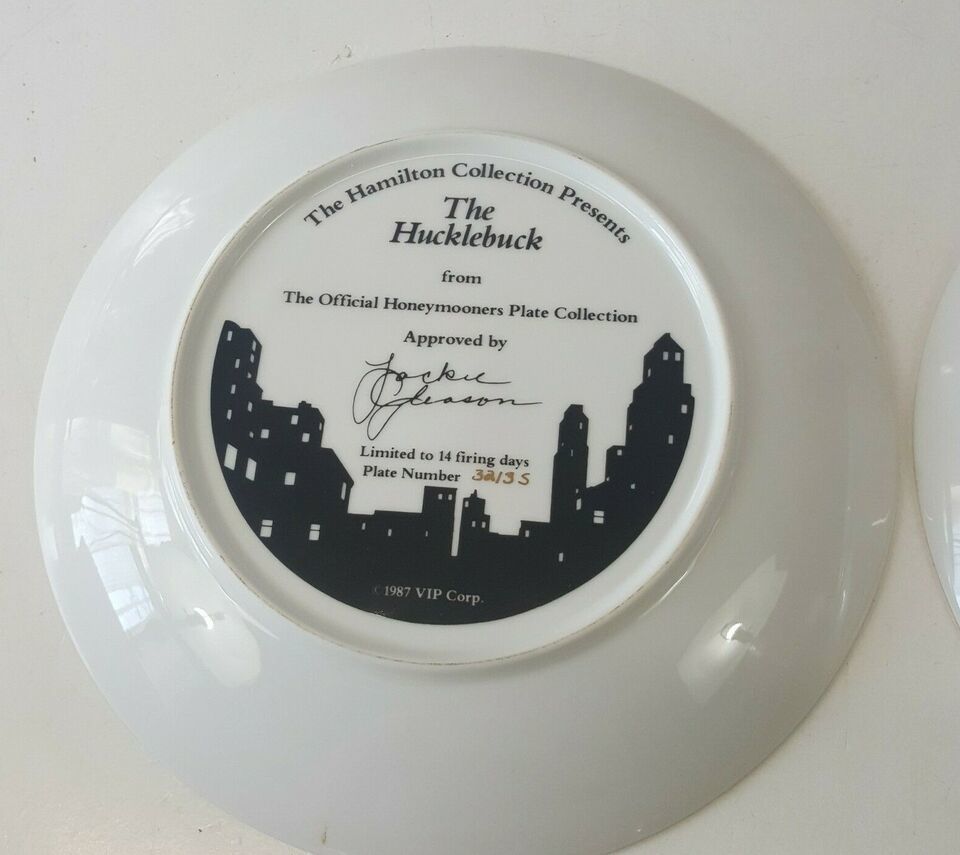 The Hamilton Collection Presents
The
Hucklebuck
from
The Official Honeymooners Plate Collection
Approved by
Jackie
Gleason
Limited to 14 firing days
Plate Number 3213 S
© 1987 VIP Corp.